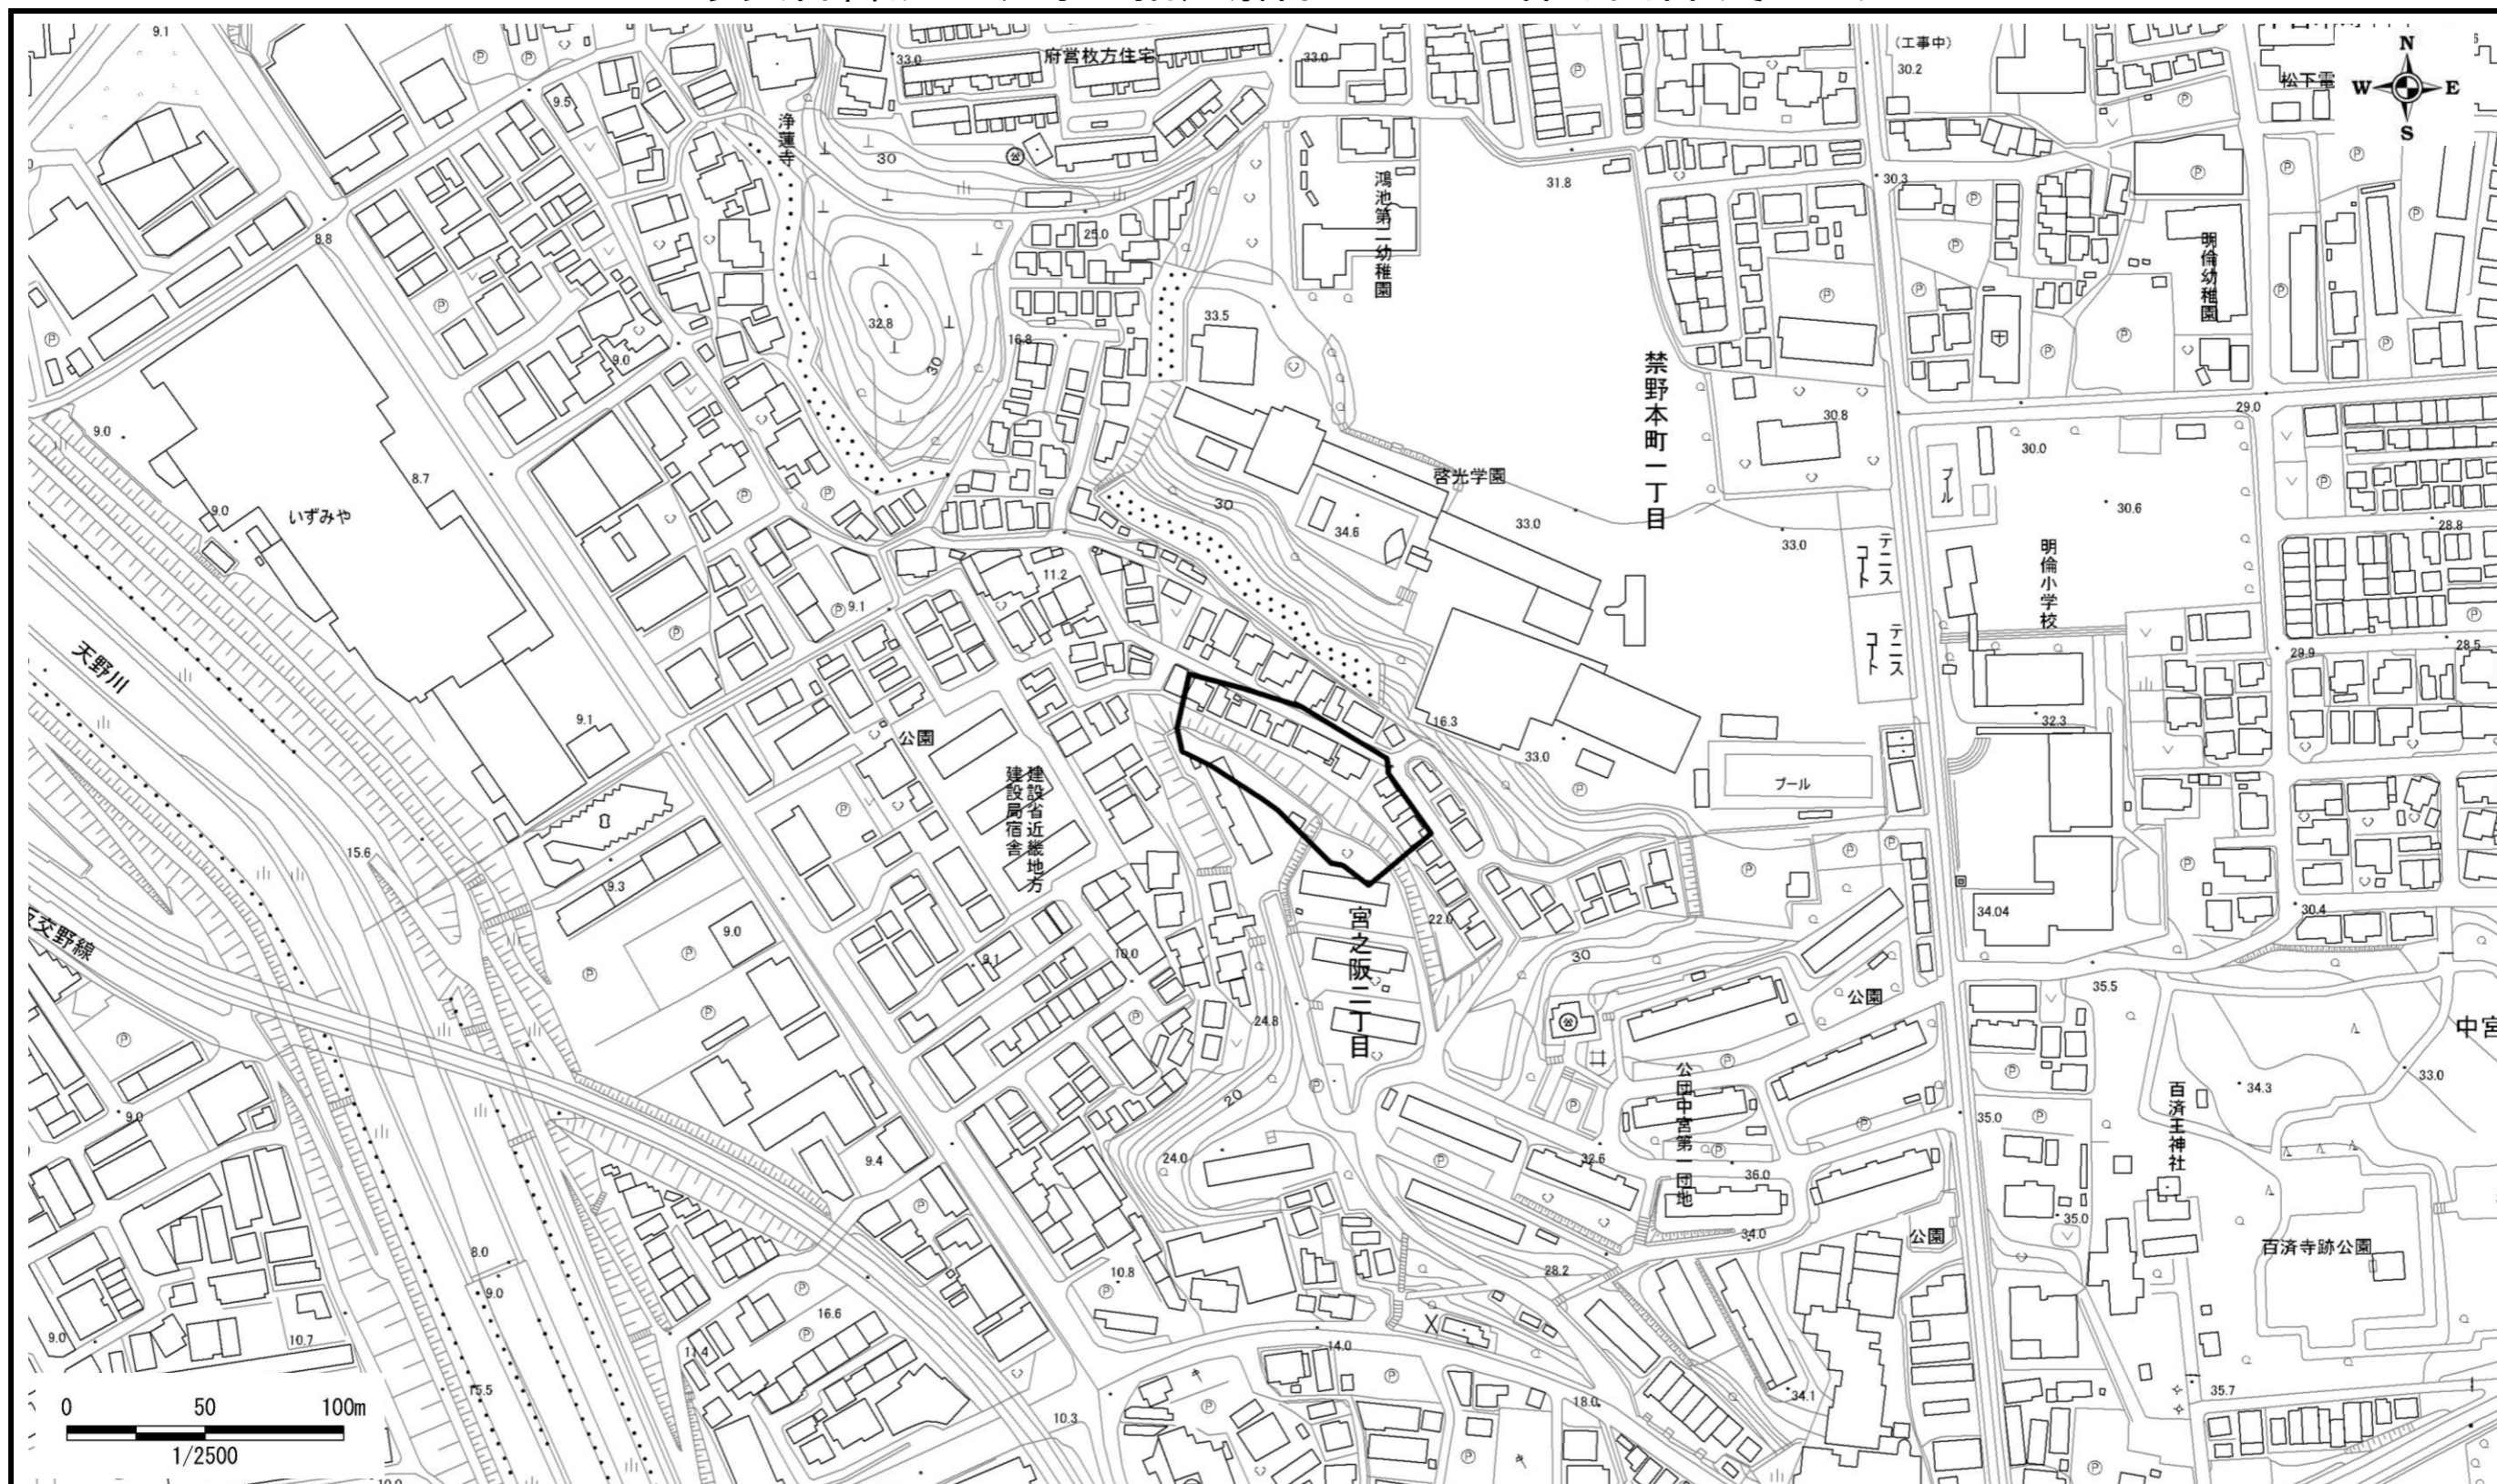 9.1
府営枚方住宅
33.0
33.0
(工事中)
30.2
松下電
N
W
E
S
9.5
浄蓮寺
30
公
鴻池第二幼稚園
31.8
30.3
8.8
25.0
明倫幼稚園
32.8
33.5
16.8
9.0
30
禁野本町一丁目
30.8
29.0
9.0
8.7
啓光学園
30.0
プール
9.0
いずみや
30
34.6
33.0
33.0
30.6
28.8
テニスコート
明倫小学校
11.2
9.1
テニスコート
天野川
29.9
28.5
9.1
公園
16.3
32.3
33.0
プール
建設省近畿地方
建設局宿舎
15.6
9.3
34.04
30.4
交野線
9.0
22.0
宮之阪二丁目
9.1
10.0
30
公園
35.5
24.8
公
中宮
20
公団中宮第一団地
34.3
33.0
9.0
百済王神社
35.0
9.4
24.0
32.6
36.0
35.0
34.0
公園
百済寺跡公園
8.0
10.8
28.2
9.0
16.6
9.0
10.7
11.4
14.0
15.5
34.1
35.7
18.0
10.3
0
50
100m
1/2500